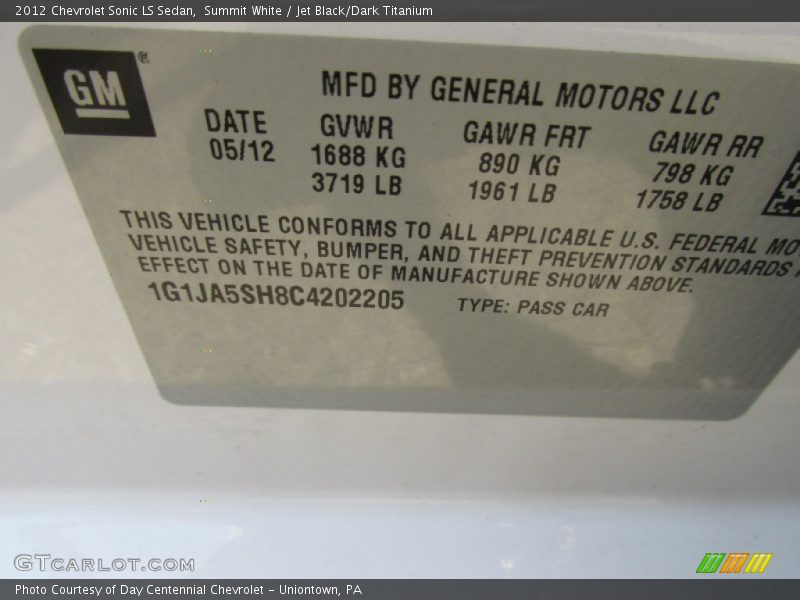 2012 Chevrolet Sonic LS Sedan,  Summit White / Jet Black/Dark Titanium
GM ®
MFD BY GENERAL MOTORS LLC
DATE GVWR GAWR FRT GAWR RR
05/12 1688 KG 890 KG 798 KG
3719 LB 1961 LB 1758 LB
THIS VEHICLE CONFORMS TO ALL APPLICABLE U.S. FEDERAL MO
VEHICLE SAFETY, BUMPER, AND THEFT PREVENTION STANDARDS
EFFECT ON THE DATE OF MANUFACTURE SHOWN ABOVE.
1G1JA5SH8C4202205 TYPE: PASS CAR
GTCARLOT.COM
Photo Courtesy of Day Centennial Chevrolet - Uniontown, PA